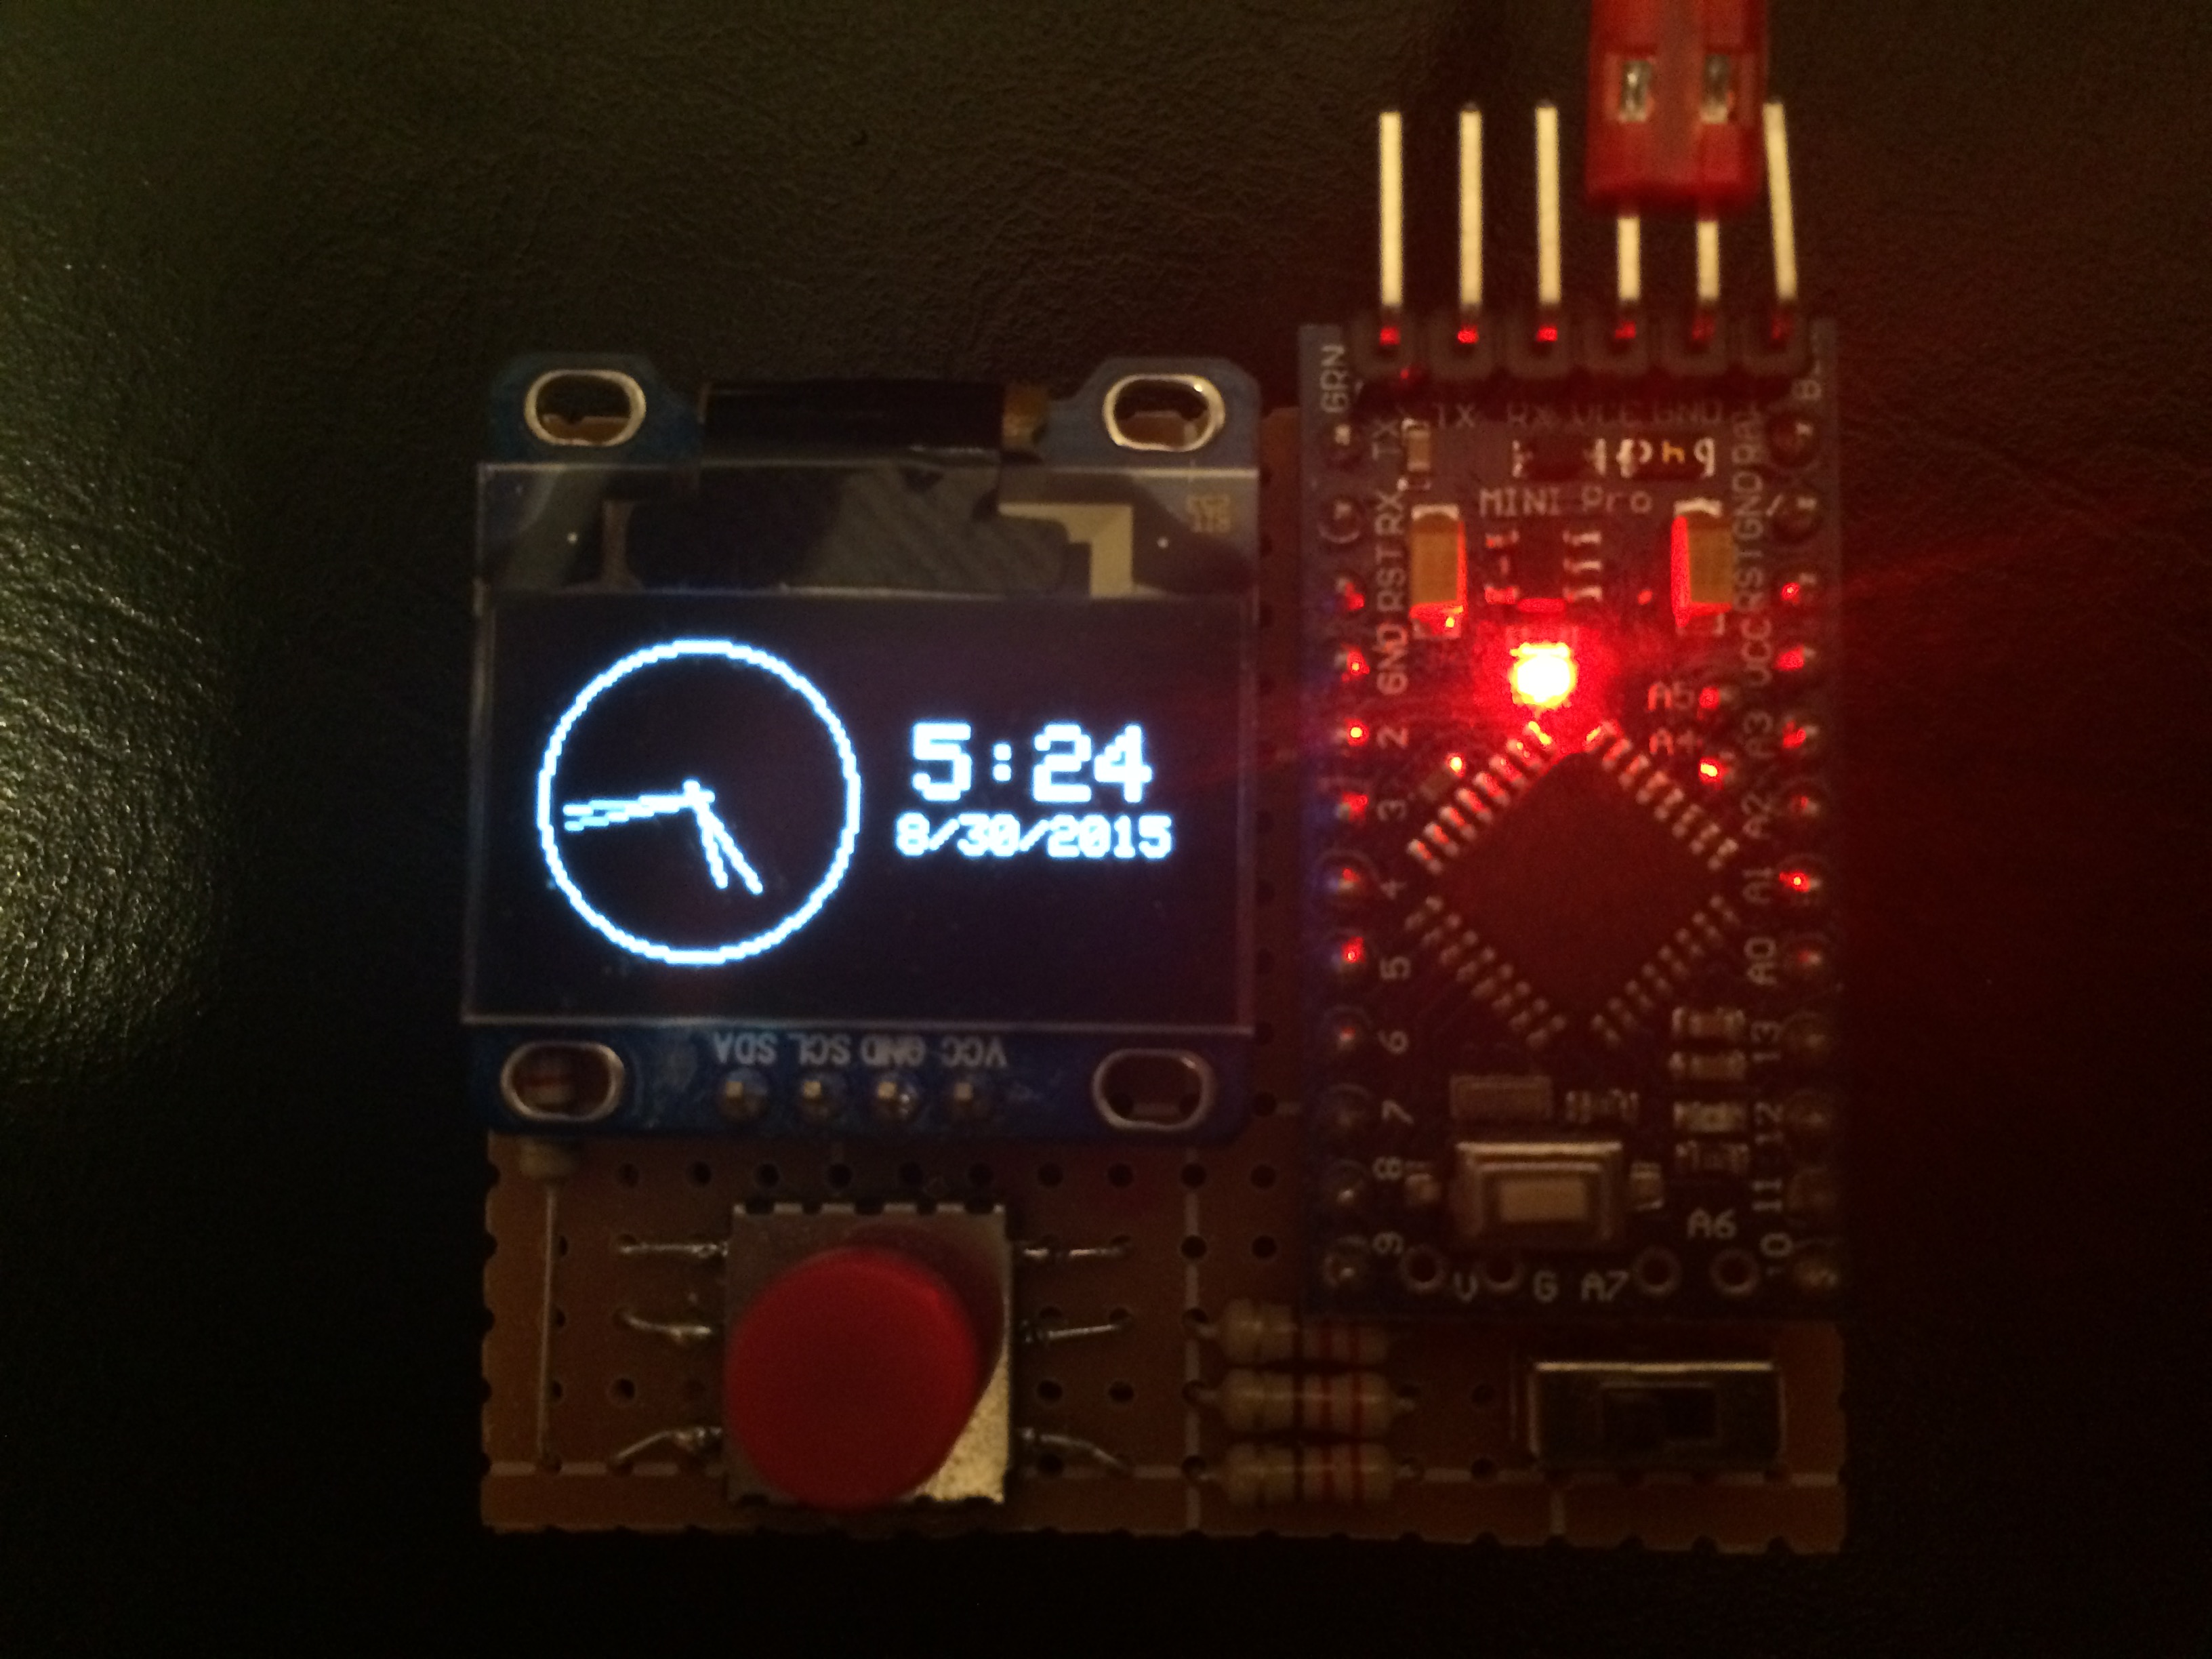 5:24
8/30/2015
SDA
SCL
GND
VCC
GRN
9 8 7 6 5 4 3 2 GND RST RX TX
MINI Pro
G A7
A6
A4
A5
11 12 13 A0 A1 A2 A3 VCC RST GND